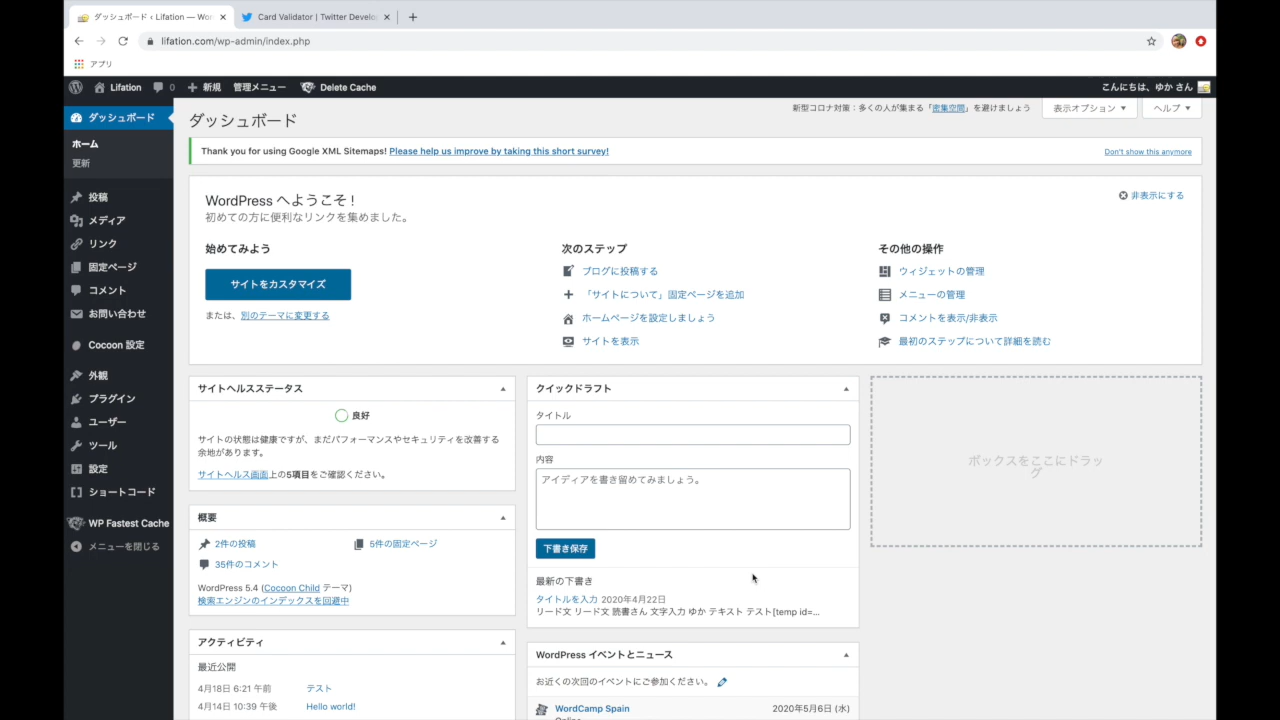 ダッシュボード ‹ Lifation — Wor
Card Validator | Twitter Develo
lifation.com/wp-admin/index.php
アプリ
Lifation
0
新規
管理メニュー
Delete Cache
こんにちは、ゆか さん
ダッシュボード
ホーム
更新
投稿
メディア
リンク
固定ページ
コメント
お問い合わせ
Cocoon 設定
外観
プラグイン
ユーザー
ツール
設定
ショートコード
WP Fastest Cache
メニューを閉じる
ダッシュボード
新型コロナ対策：多くの人が集まる「密集空間」を避けましょう
表示オプション
ヘルプ
Thank you for using Google XML Sitemaps! Please help us improve by taking this short survey!
Don't show this anymore
WordPress へようこそ !
初めての方に便利なリンクを集めました。
非表示にする
始めてみよう
サイトをカスタマイズ
または、別のテーマに変更する
次のステップ
ブログに投稿する
「サイトについて」固定ページを追加
ホームページを設定しましょう
サイトを表示
その他の操作
ウィジェットの管理
メニューの管理
コメントを表示/非表示
最初のステップについて詳細を読む
サイトヘルスステータス
良好
サイトの状態は健康ですが、まだパフォーマンスやセキュリティを改善する
余地があります。
サイトヘルス画面上の5項目をご確認ください。
概要
2件の投稿
5件の固定ページ
35件のコメント
WordPress 5.4 (Cocoon Child テーマ)
検索エンジンのインデックスを回避中
アクティビティ
最近公開
4月18日 6:21 午前
テスト
4月14日 10:39 午後
Hello world!
クイックドラフト
タイトル
内容
アイディアを書き留めてみましょう。
下書き保存
最新の下書き
タイトルを入力 2020年4月22日
リード文 リード文 読書さん 文字入力 ゆか テキスト テスト[temp id=…
WordPress イベントとニュース
お近くの次回のイベントにご参加ください。
WordCamp Spain
2020年5月6日 (水)
Online
ボックスをここにドラッ
グ